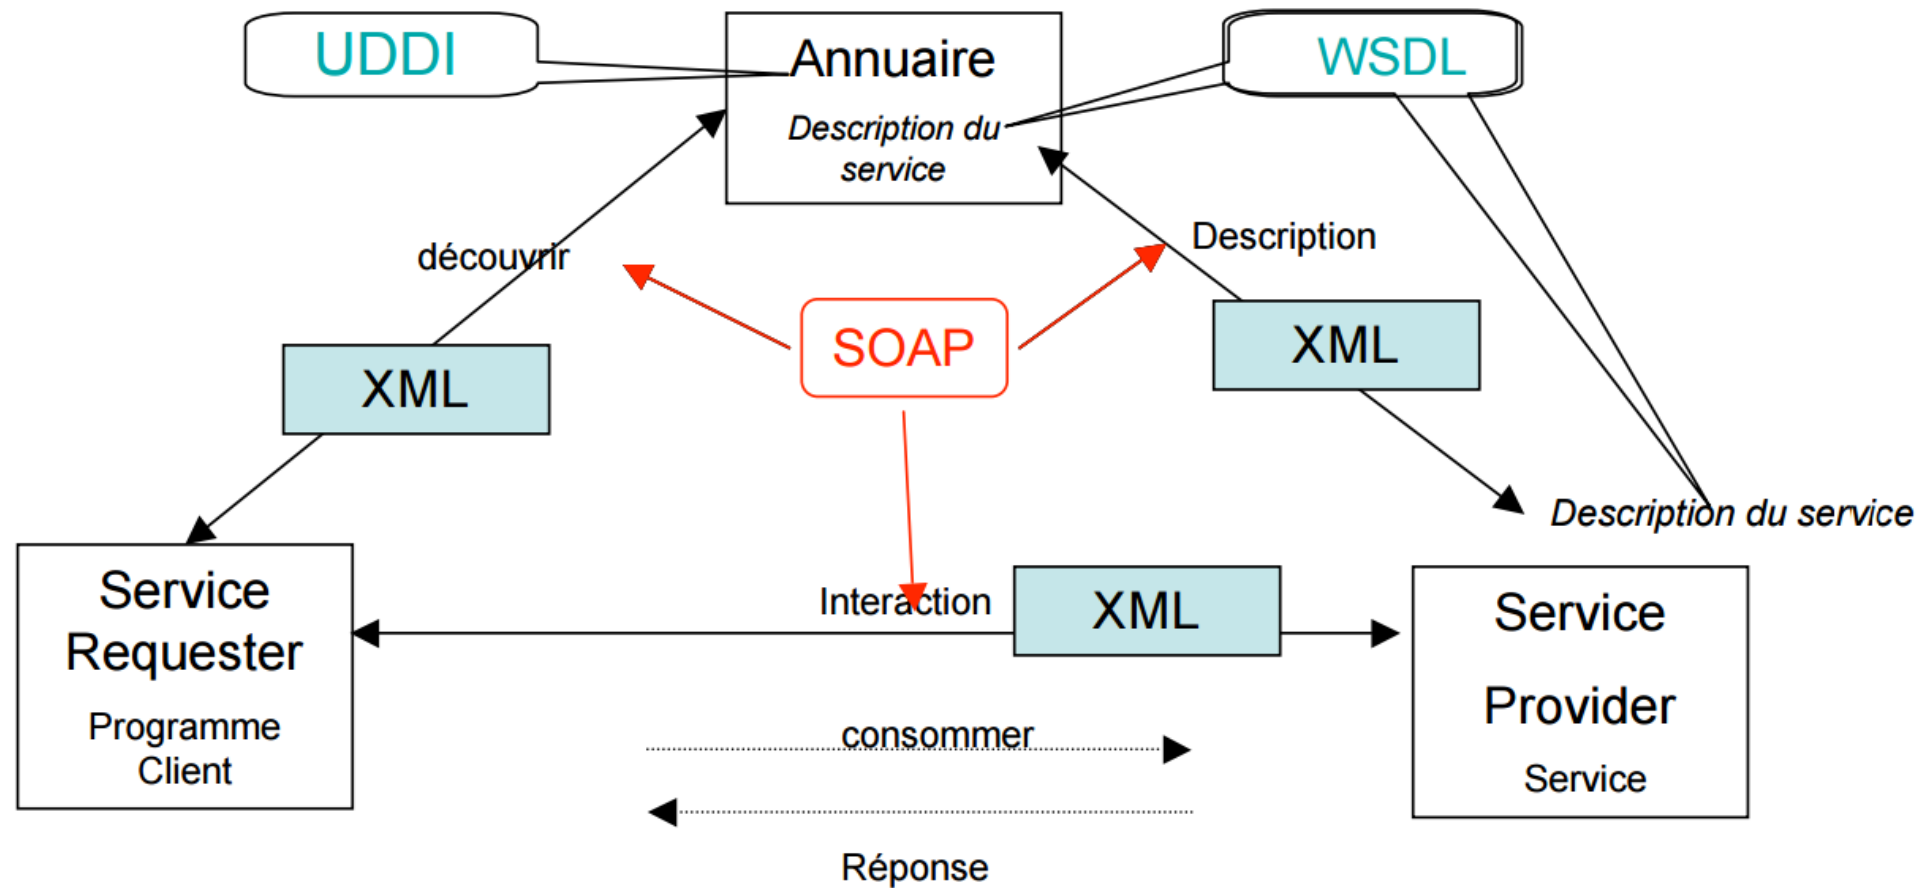 UDDI
Annuaire
WSDL
Description du
service
découvrir
Description
SOAP
XML
XML
Description du service
Service
Requester
Programme
Client
Interaction
XML
Service
Provider
Service
consommer
Réponse